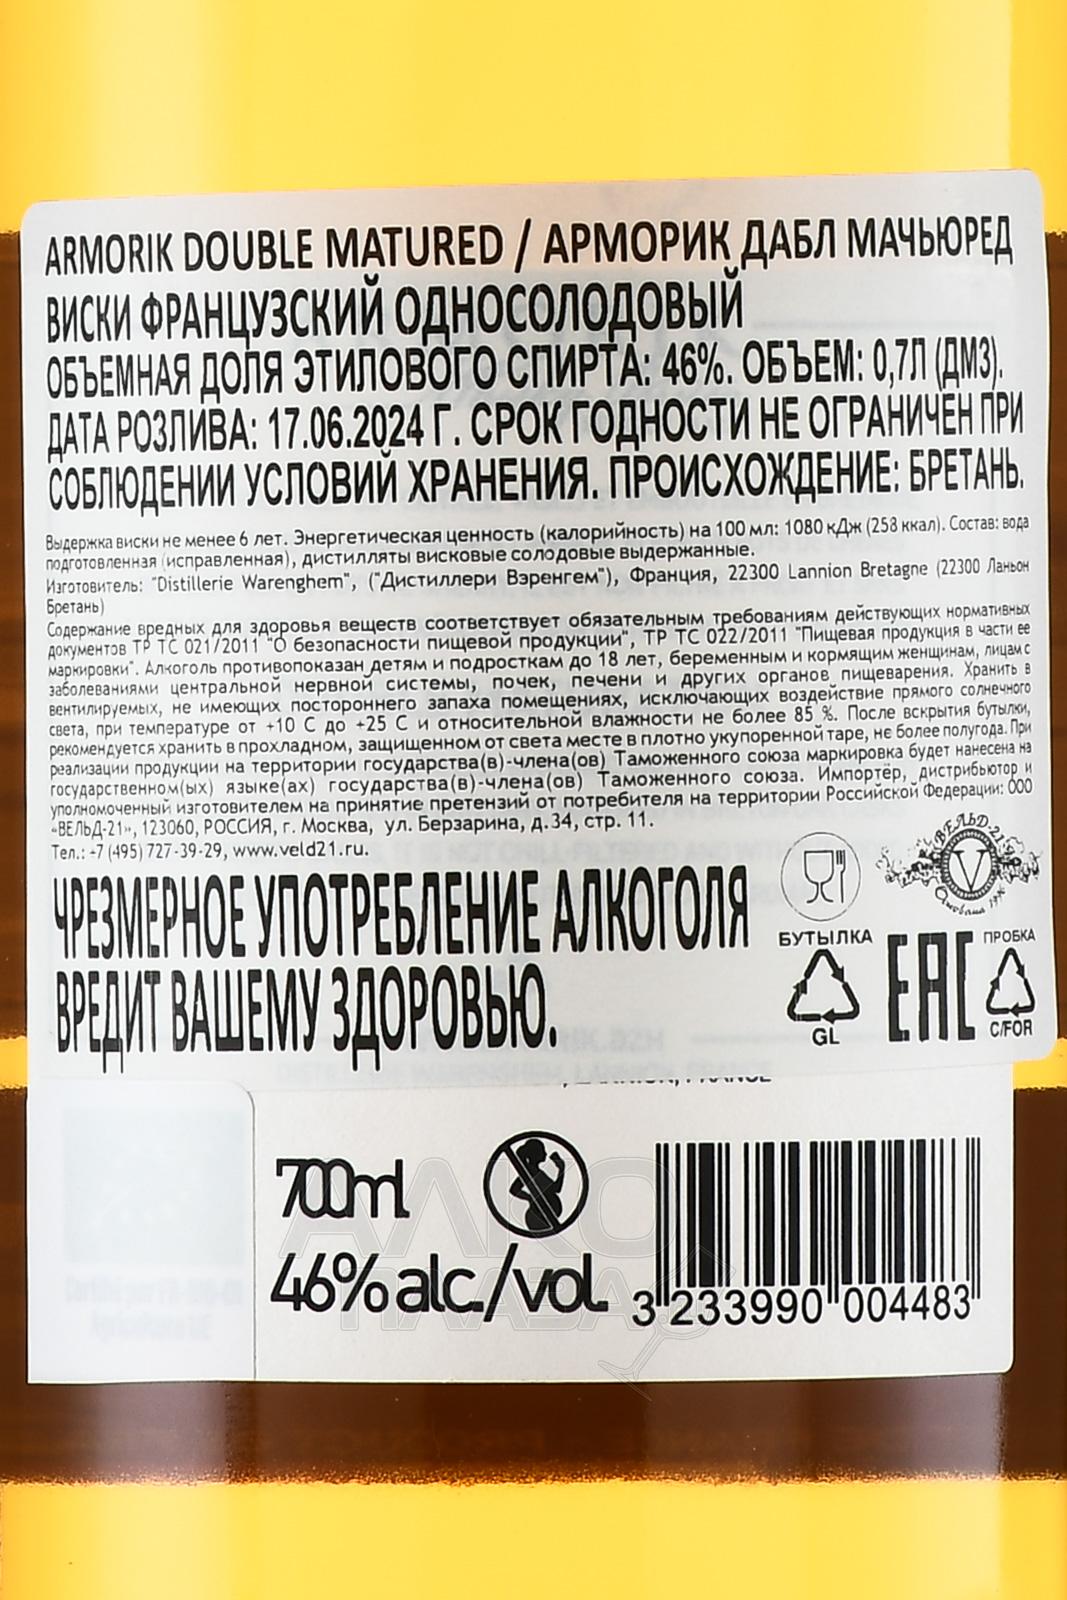 ARMORIK DOUBLE MATURED / АРМОРИК ДАБЛ МАЧЬЮРЕД
ВИСКИ ФРАНЦУЗСКИЙ ОДНОСОЛОДОВЫЙ
ОБЪЕМНАЯ ДОЛЯ ЭТИЛОВОГО СПИРТА: 46%. ОБЪЕМ: 0,7Л (ДМ3).
ДАТА РОЗЛИВА: 17.06.2024 Г. СРОК ГОДНОСТИ НЕ ОГРАНИЧЕН ПРИ
СОБЛЮДЕНИИ УСЛОВИЙ ХРАНЕНИЯ. ПРОИСХОЖДЕНИЕ: БРЕТАНЬ.
Выдержка виски не менее 6 лет. Энергетическая ценность (калорийность) на 100 мл: 1080 кДж (258 ккал). Состав: вода
подготовленная (исправленная), дистилляты висковые солодовые выдержанные.
Изготовитель: "Distillerie Warenghem", ("Дистиллери Вэренгем"), Франция, 22300 Lannion Bretagne (22300 Ланьон
Бретань)
Содержание вредных для здоровья веществ соответствует обязательным требованиям действующих нормативных
документов ТР ТС 021/2011 "О безопасности пищевой продукции", ТР ТС 022/2011 "Пищевая продукция в части ее
маркировки". Алкоголь противопоказан детям и подросткам до 18 лет, беременным и кормящим женщинам, лицам с
заболеваниями центральной нервной системы, почек, печени и других органов пищеварения. Хранить в
вентилируемых, не имеющих постороннего запаха помещениях, исключающих воздействие прямого солнечного
света, при температуре от +10 С до +25 С и относительной влажности не более 85 %. После вскрытия бутылки,
рекомендуется хранить в прохладном, защищенном от света месте в плотно укупоренной таре, не более полугода. При
реализации продукции на территории государства(в)-члена(ов) Таможенного союза маркировка будет нанесена на
государственном(ых) языке(ах) государства(в)-члена(ов) Таможенного союза. Импортёр, дистрибьютор и
уполномоченный изготовителем на принятие претензий от потребителя на территории Российской Федерации: ООО
«ВЕЛЬД-21», 123060, РОССИЯ, г. Москва, ул. Берзарина, д.34, стр. 11.
Тел.: +7 (495) 727-39-29, www.veld21.ru.
ЧРЕЗМЕРНОЕ УПОТРЕБЛЕНИЕ АЛКОГОЛЯ
ВРЕДИТ ВАШЕМУ ЗДОРОВЬЮ.
ВЕЛЬД-21
V
БУТЫЛКА
GL
EAC
ПРОБКА
C/FOR
700ml
46% alc./vol.
3 233990 004483
АЛКО
ПЛАЗА